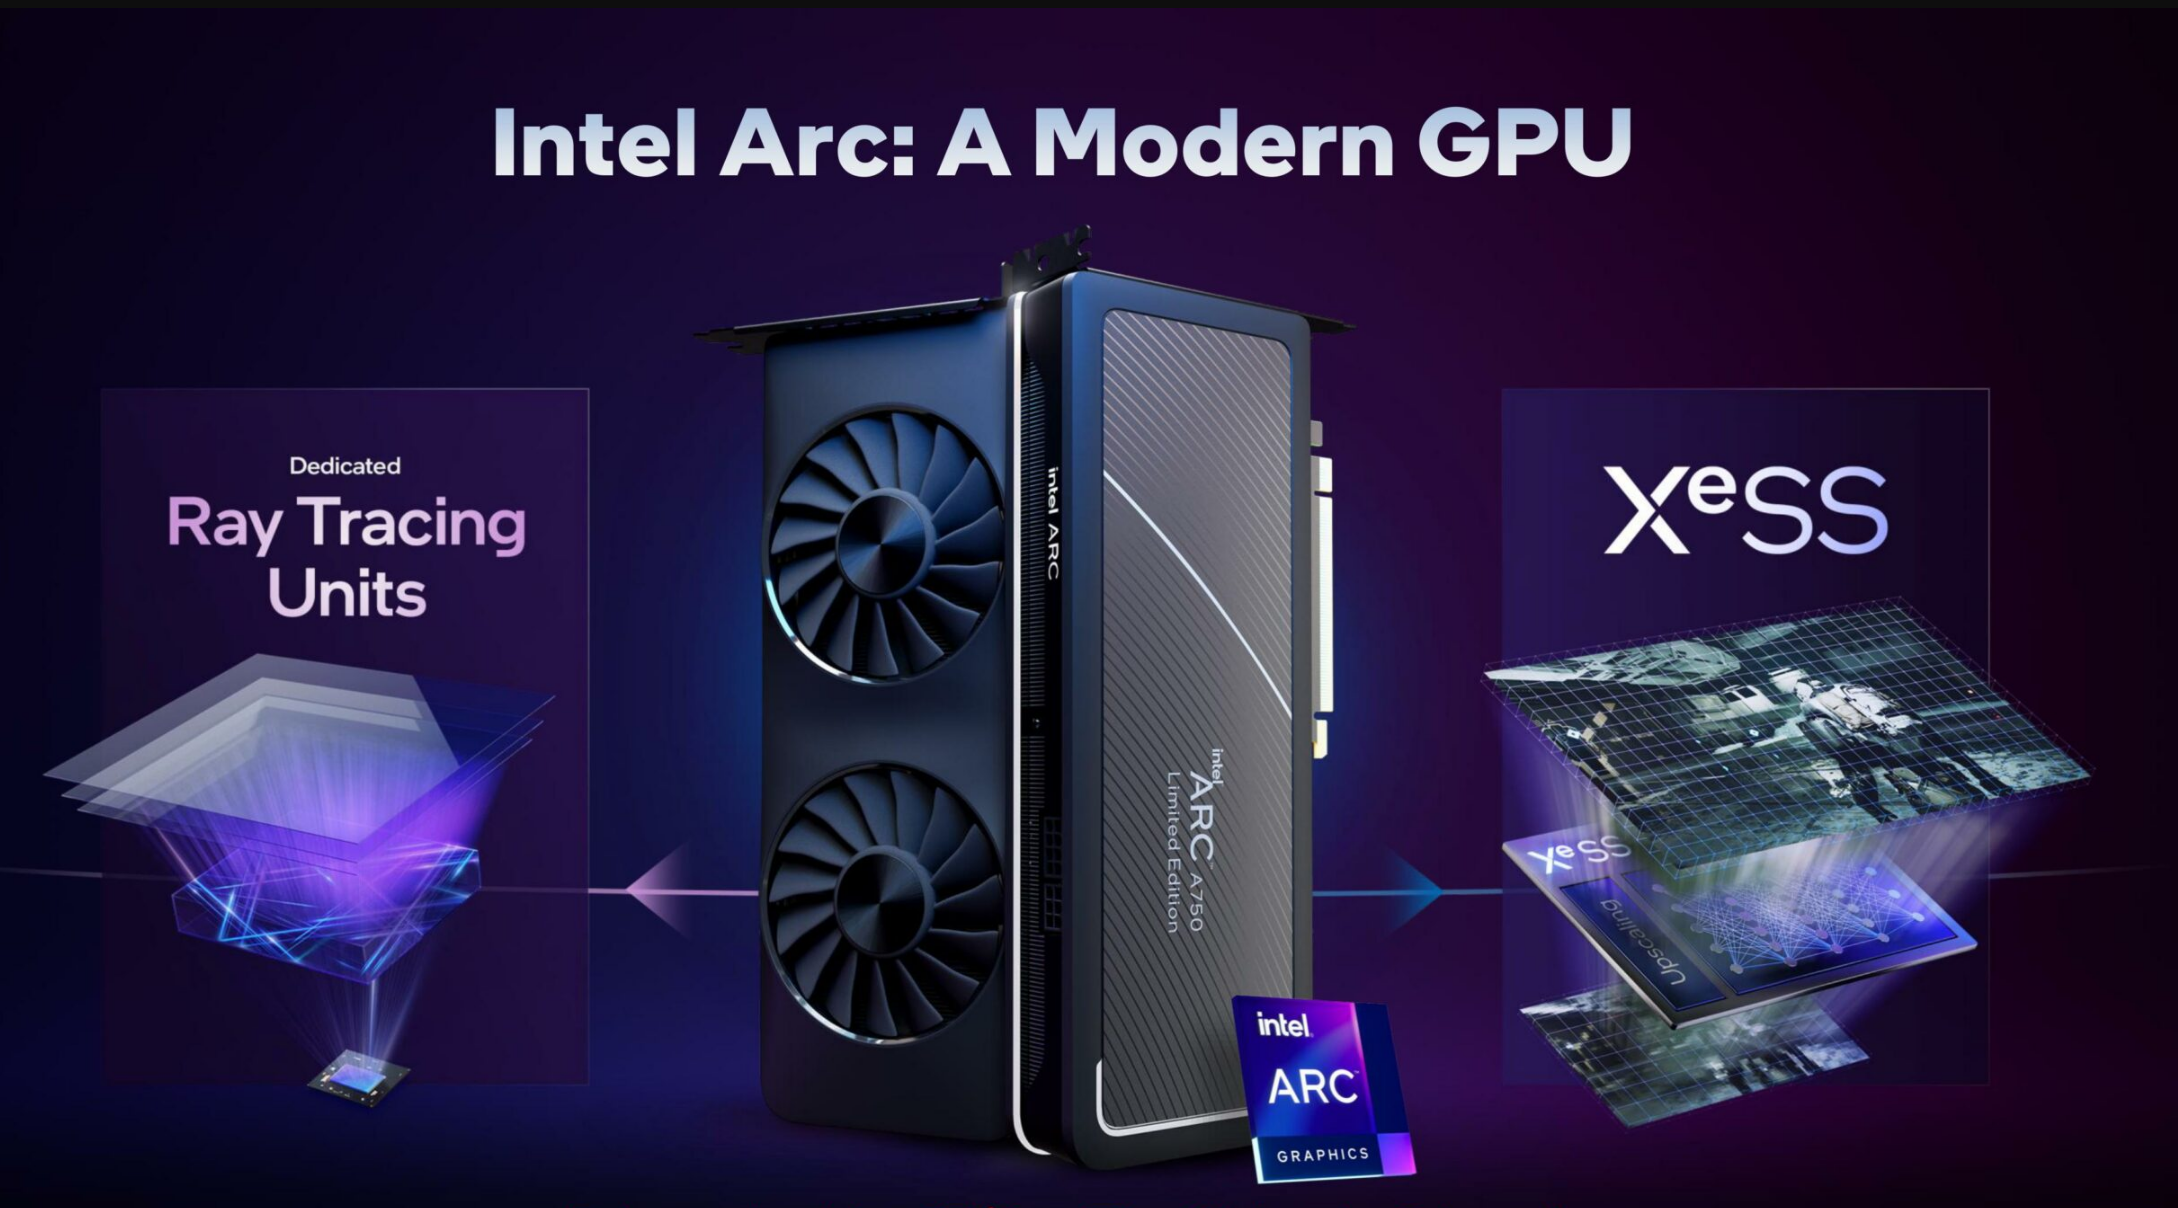 Intel Arc: A Modern GPU
Dedicated
Ray Tracing
Units
intel ARC
intel
ARC A750
Limited Edition
intel.
ARC™
GRAPHICS
XeSS
XeSS
Upscaling